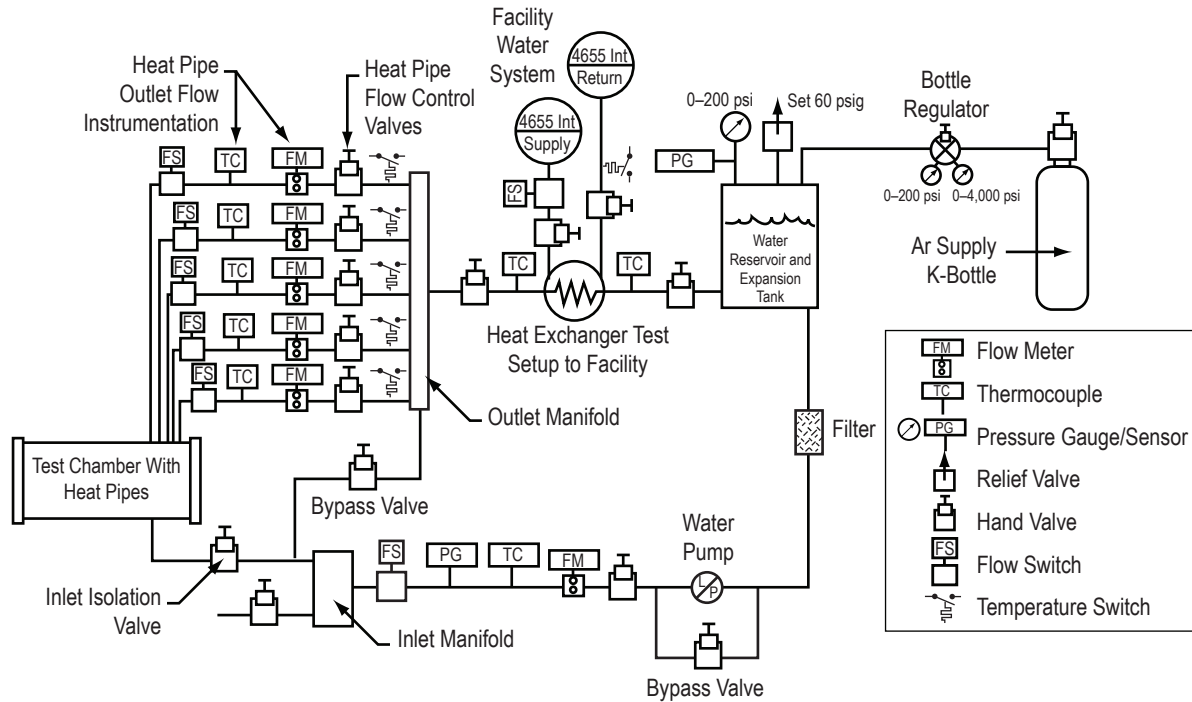 Facility
Water
System
4655 Int
Return
4655 Int
Supply
Heat Pipe
Outlet Flow
Instrumentation
Heat Pipe
Flow Control
Valves
0–200 psi
Set 60 psig
Bottle
Regulator
PG
0–200 psi
0–4,000 psi
FS
TC
FM
FS
TC
FM
FS
TC
FM
FS
TC
FM
FS
TC
FM
FS
TC
TC
Water
Reservoir and
Expansion
Tank
Ar Supply
K-Bottle
Heat Exchanger Test
Setup to Facility
Outlet Manifold
Filter
Test Chamber With
Heat Pipes
Bypass Valve
Water
Pump
L/P
FS
PG
TC
FM
Inlet Isolation
Valve
Inlet Manifold
Bypass Valve
FM
Flow Meter
TC
Thermocouple
PG
Pressure Gauge/Sensor
Relief Valve
Hand Valve
FS
Flow Switch
Temperature Switch